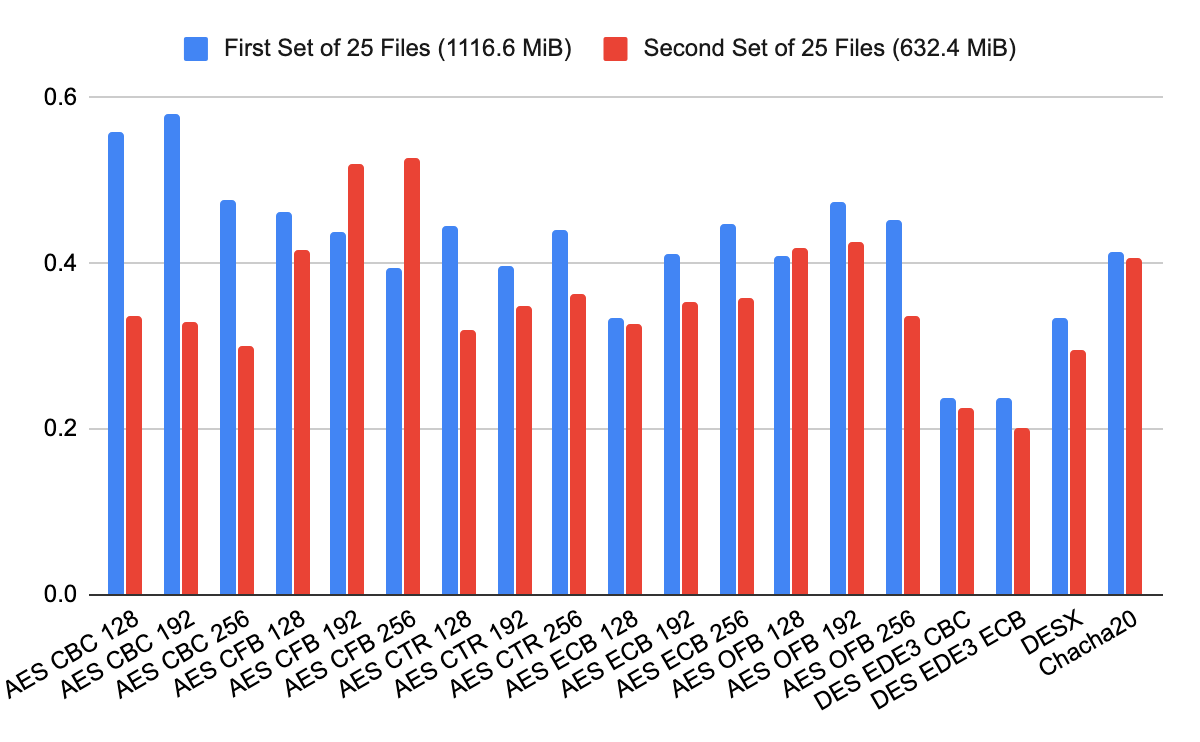 First Set of 25 Files (1116.6 MiB) Second Set of 25 Files (632.4 MiB)
0.6
0.4
0.2
0.0
AES CBC 128
AES CBC 192
AES CBC 256
AES CFB 128
AES CFB 192
AES CFB 256
AES CTR 128
AES CTR 192
AES CTR 256
AES ECB 128
AES ECB 192
AES ECB 256
AES OFB 128
AES OFB 192
AES OFB 256
DES EDE3 CBC
DES EDE3 ECB
DESX
Chacha20